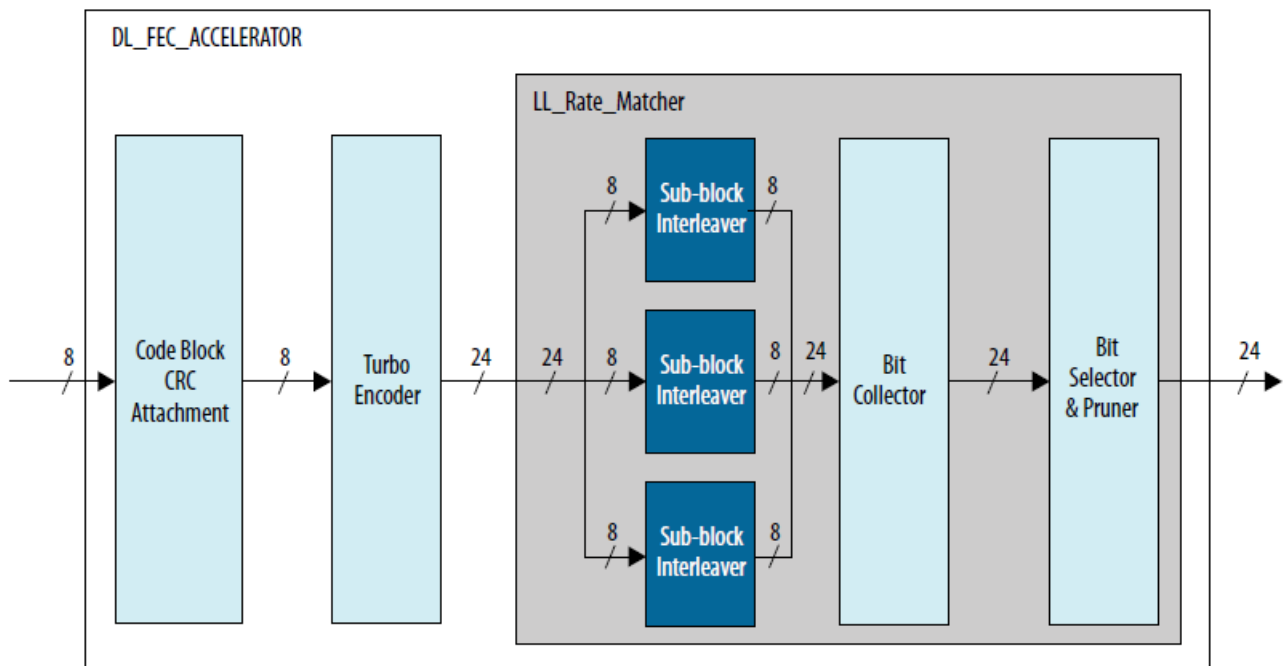 DL_FEC_ACCELERATOR
LL_Rate_Matcher
8
Sub-block
Interleaver
8
8
Code Block
CRC
Attachment
8
Turbo
Encoder
24
24
8
Sub-block
Interleaver
8
24
Bit
Collector
24
Bit
Selector
& Pruner
24
8
Sub-block
Interleaver
8